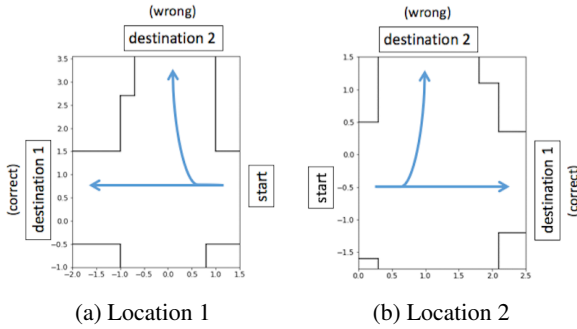 (wrong)
destination 2
3.5
3.0
2.5
2.0
1.5
1.0
0.5
0.0
−0.5
−1.0
−2.0 −1.5 −1.0 −0.5 0.0 0.5 1.0 1.5
(correct)
destination 1
start
(a) Location 1
(wrong)
destination 2
1.5
1.0
0.5
0.0
−0.5
−1.0
−1.5
0.0 0.5 1.0 1.5 2.0 2.5
start
destination 1
(correct)
(b) Location 2